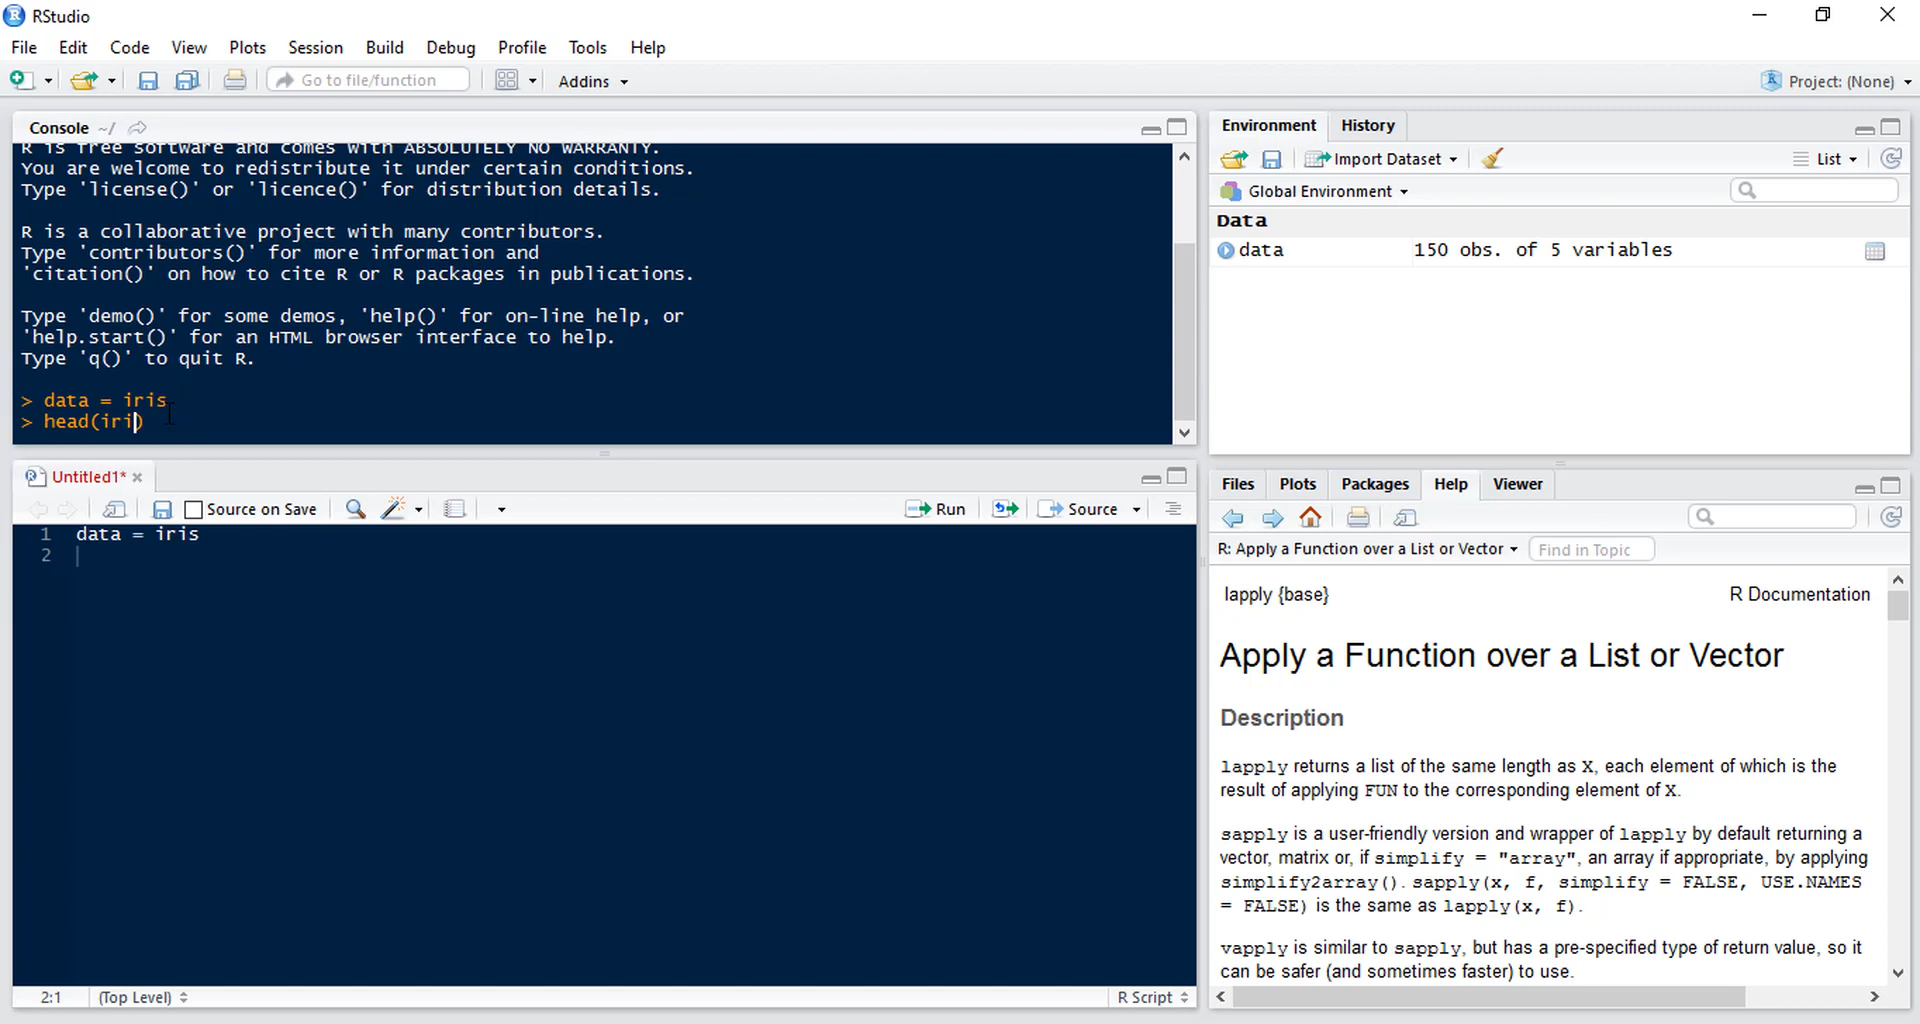 RStudio
File Edit Code View Plots Session Build Debug Profile Tools Help
Go to file/function Addins Project: (None)
Console ~/
R is free software and comes with ABSOLUTELY NO WARRANTY.
You are welcome to redistribute it under certain conditions.
Type 'license()' or 'licence()' for distribution details.
R is a collaborative project with many contributors.
Type 'contributors()' for more information and
'citation()' on how to cite R or R packages in publications.
Type 'demo()' for some demos, 'help()' for on-line help, or
'help.start()' for an HTML browser interface to help.
Type 'q()' to quit R.
> data = iris
> head(iri)
Untitled1*
Source on Save Run Source
1 data = iris
2
2:1 (Top Level) R Script
Environment History
Import Dataset List
Global Environment
Data
data 150 obs. of 5 variables
Files Plots Packages Help Viewer
R: Apply a Function over a List or Vector Find in Topic
lapply {base} R Documentation
Apply a Function over a List or Vector
Description
lapply returns a list of the same length as X, each element of which is the
result of applying FUN to the corresponding element of X.
sapply is a user-friendly version and wrapper of lapply by default returning a
vector, matrix or, if simplify = "array", an array if appropriate, by applying
simplify2array(). sapply(x, f, simplify = FALSE, USE.NAMES
= FALSE) is the same as lapply(x, f).
vapply is similar to sapply, but has a pre-specified type of return value, so it
can be safer (and sometimes faster) to use.